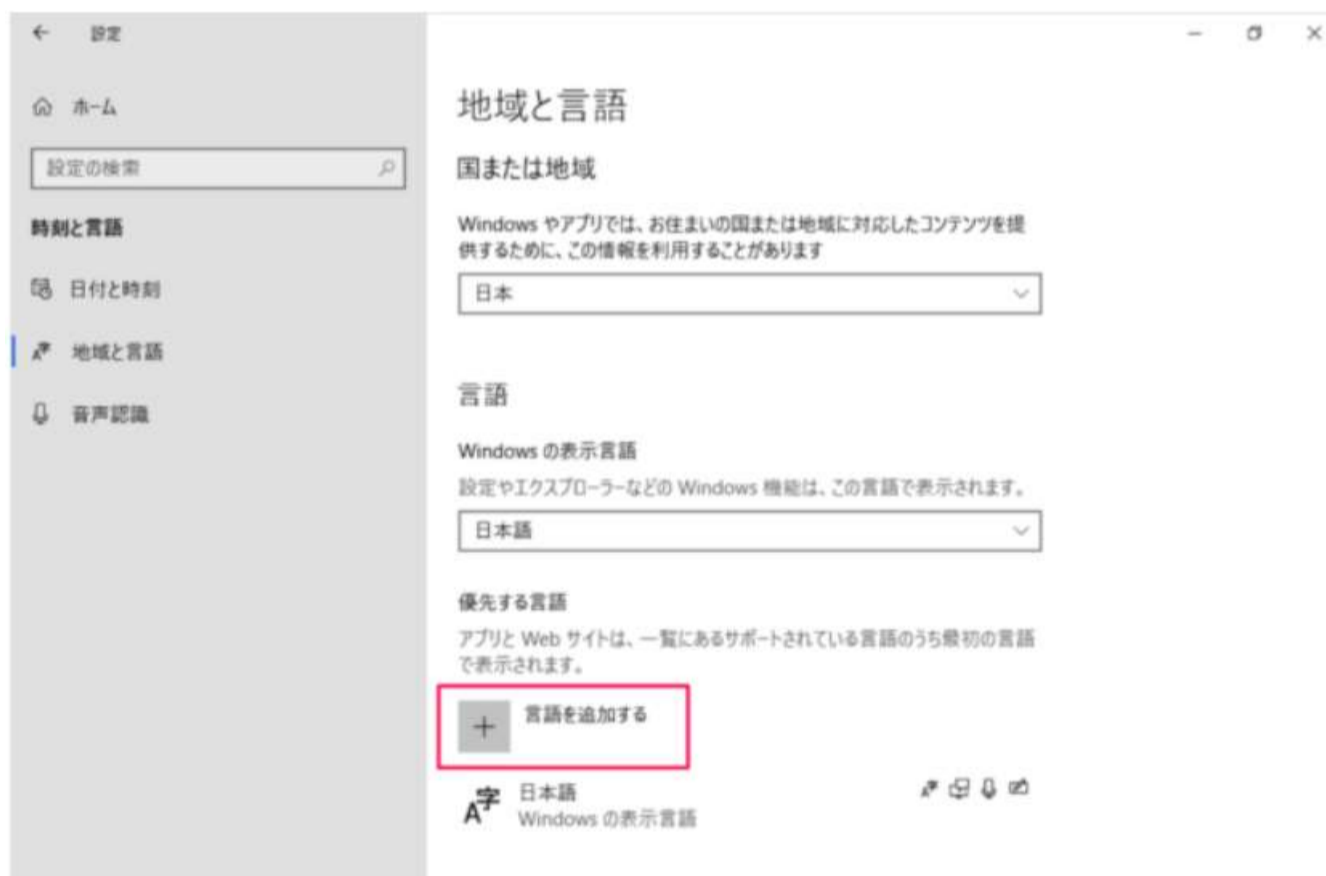 設定
ホーム
設定の検索
時刻と言語
日付と時刻
地域と言語
音声認識
地域と言語
国または地域
Windows やアプリでは、お住まいの国または地域に対応したコンテンツを提
供するために、この情報を利用することがあります
日本
言語
Windows の表示言語
設定やエクスプローラーなどの Windows 機能は、この言語で表示されます。
日本語
優先する言語
アプリと Web サイトは、一覧にあるサポートされている言語のうち最初の言語
で表示されます。
言語を追加する
日本語
Windows の表示言語